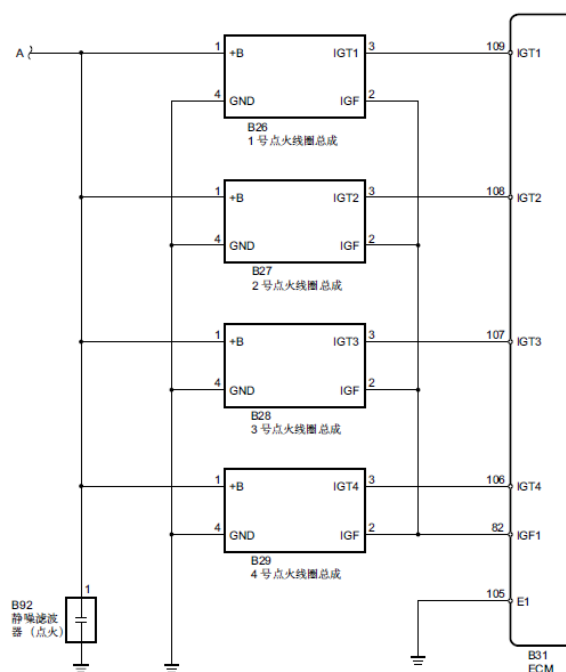 A
1
+B
IGT1
3
109
IGT1
4
GND
IGF
2
B26
1 号点火线圈总成
1
+B
IGT2
3
108
IGT2
4
GND
IGF
2
B27
2 号点火线圈总成
1
+B
IGT3
3
107
IGT3
4
GND
IGF
2
B28
3 号点火线圈总成
1
+B
IGT4
3
106
IGT4
4
GND
IGF
2
82
IGF1
B29
4 号点火线圈总成
1
B92
静噪滤波
器（点火）
105
E1
B31
ECM